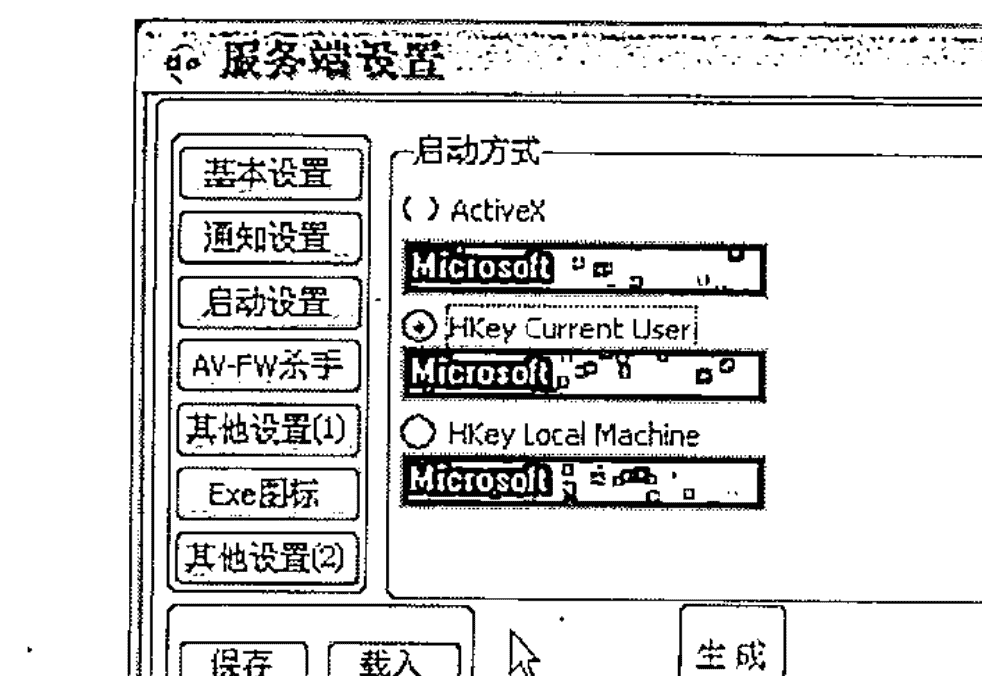 服务端设置
基本设置
通知设置
启动设置
AV-FW杀手
其他设置(1)
Exe图标
其他设置(2)
启动方式
ActiveX
Microsoft
HKey Current User
Microsoft
HKey Local Machine
Microsoft
保存
载入
生成